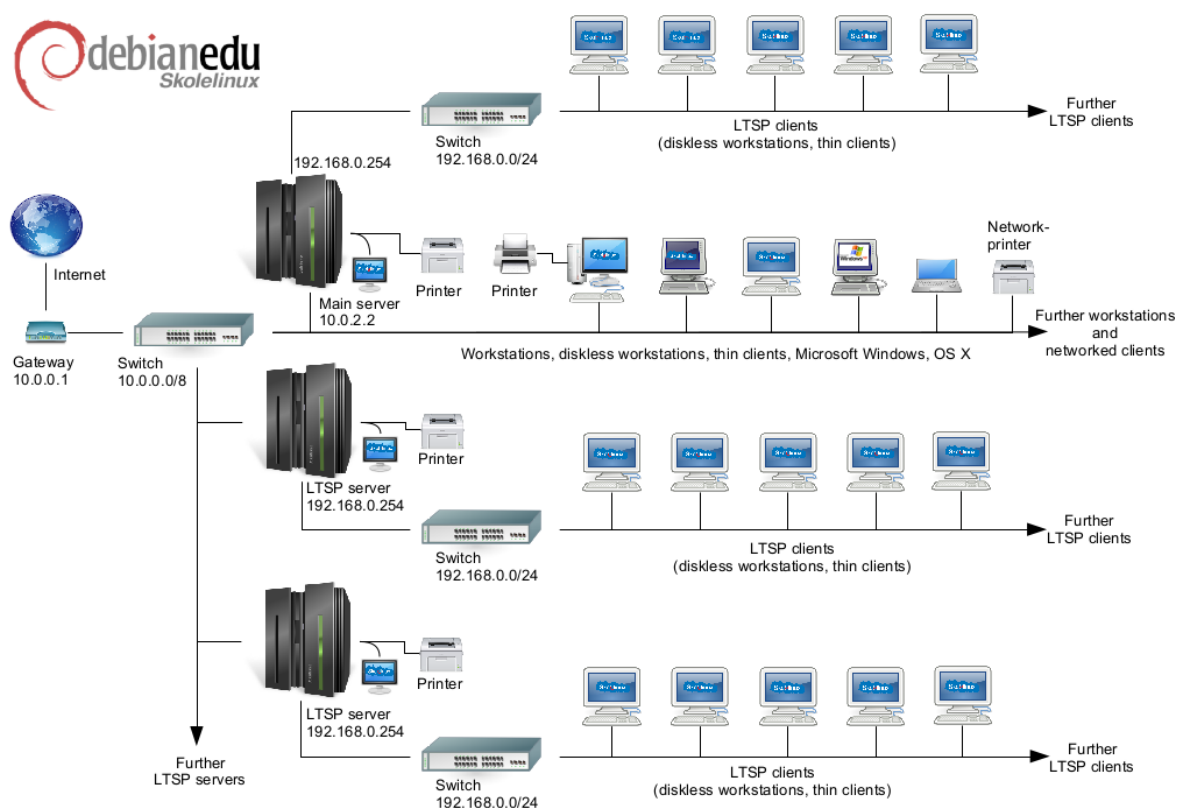 debianedu
Skolelinux
Switch
192.168.0.0/24
LTSP clients
(diskless workstations, thin clients)
Further
LTSP clients
192.168.0.254
Internet
Gateway
10.0.0.1
Switch
10.0.0.0/8
Main server
10.0.2.2
Printer
Printer
Windows
Network-
printer
Workstations, diskless workstations, thin clients, Microsoft Windows, OS X
Further workstations
and
networked clients
Printer
LTSP server
192.168.0.254
Switch
192.168.0.0/24
LTSP clients
(diskless workstations, thin clients)
Further
LTSP clients
Printer
LTSP server
192.168.0.254
Switch
192.168.0.0/24
LTSP clients
(diskless workstations, thin clients)
Further
LTSP clients
Further
LTSP servers